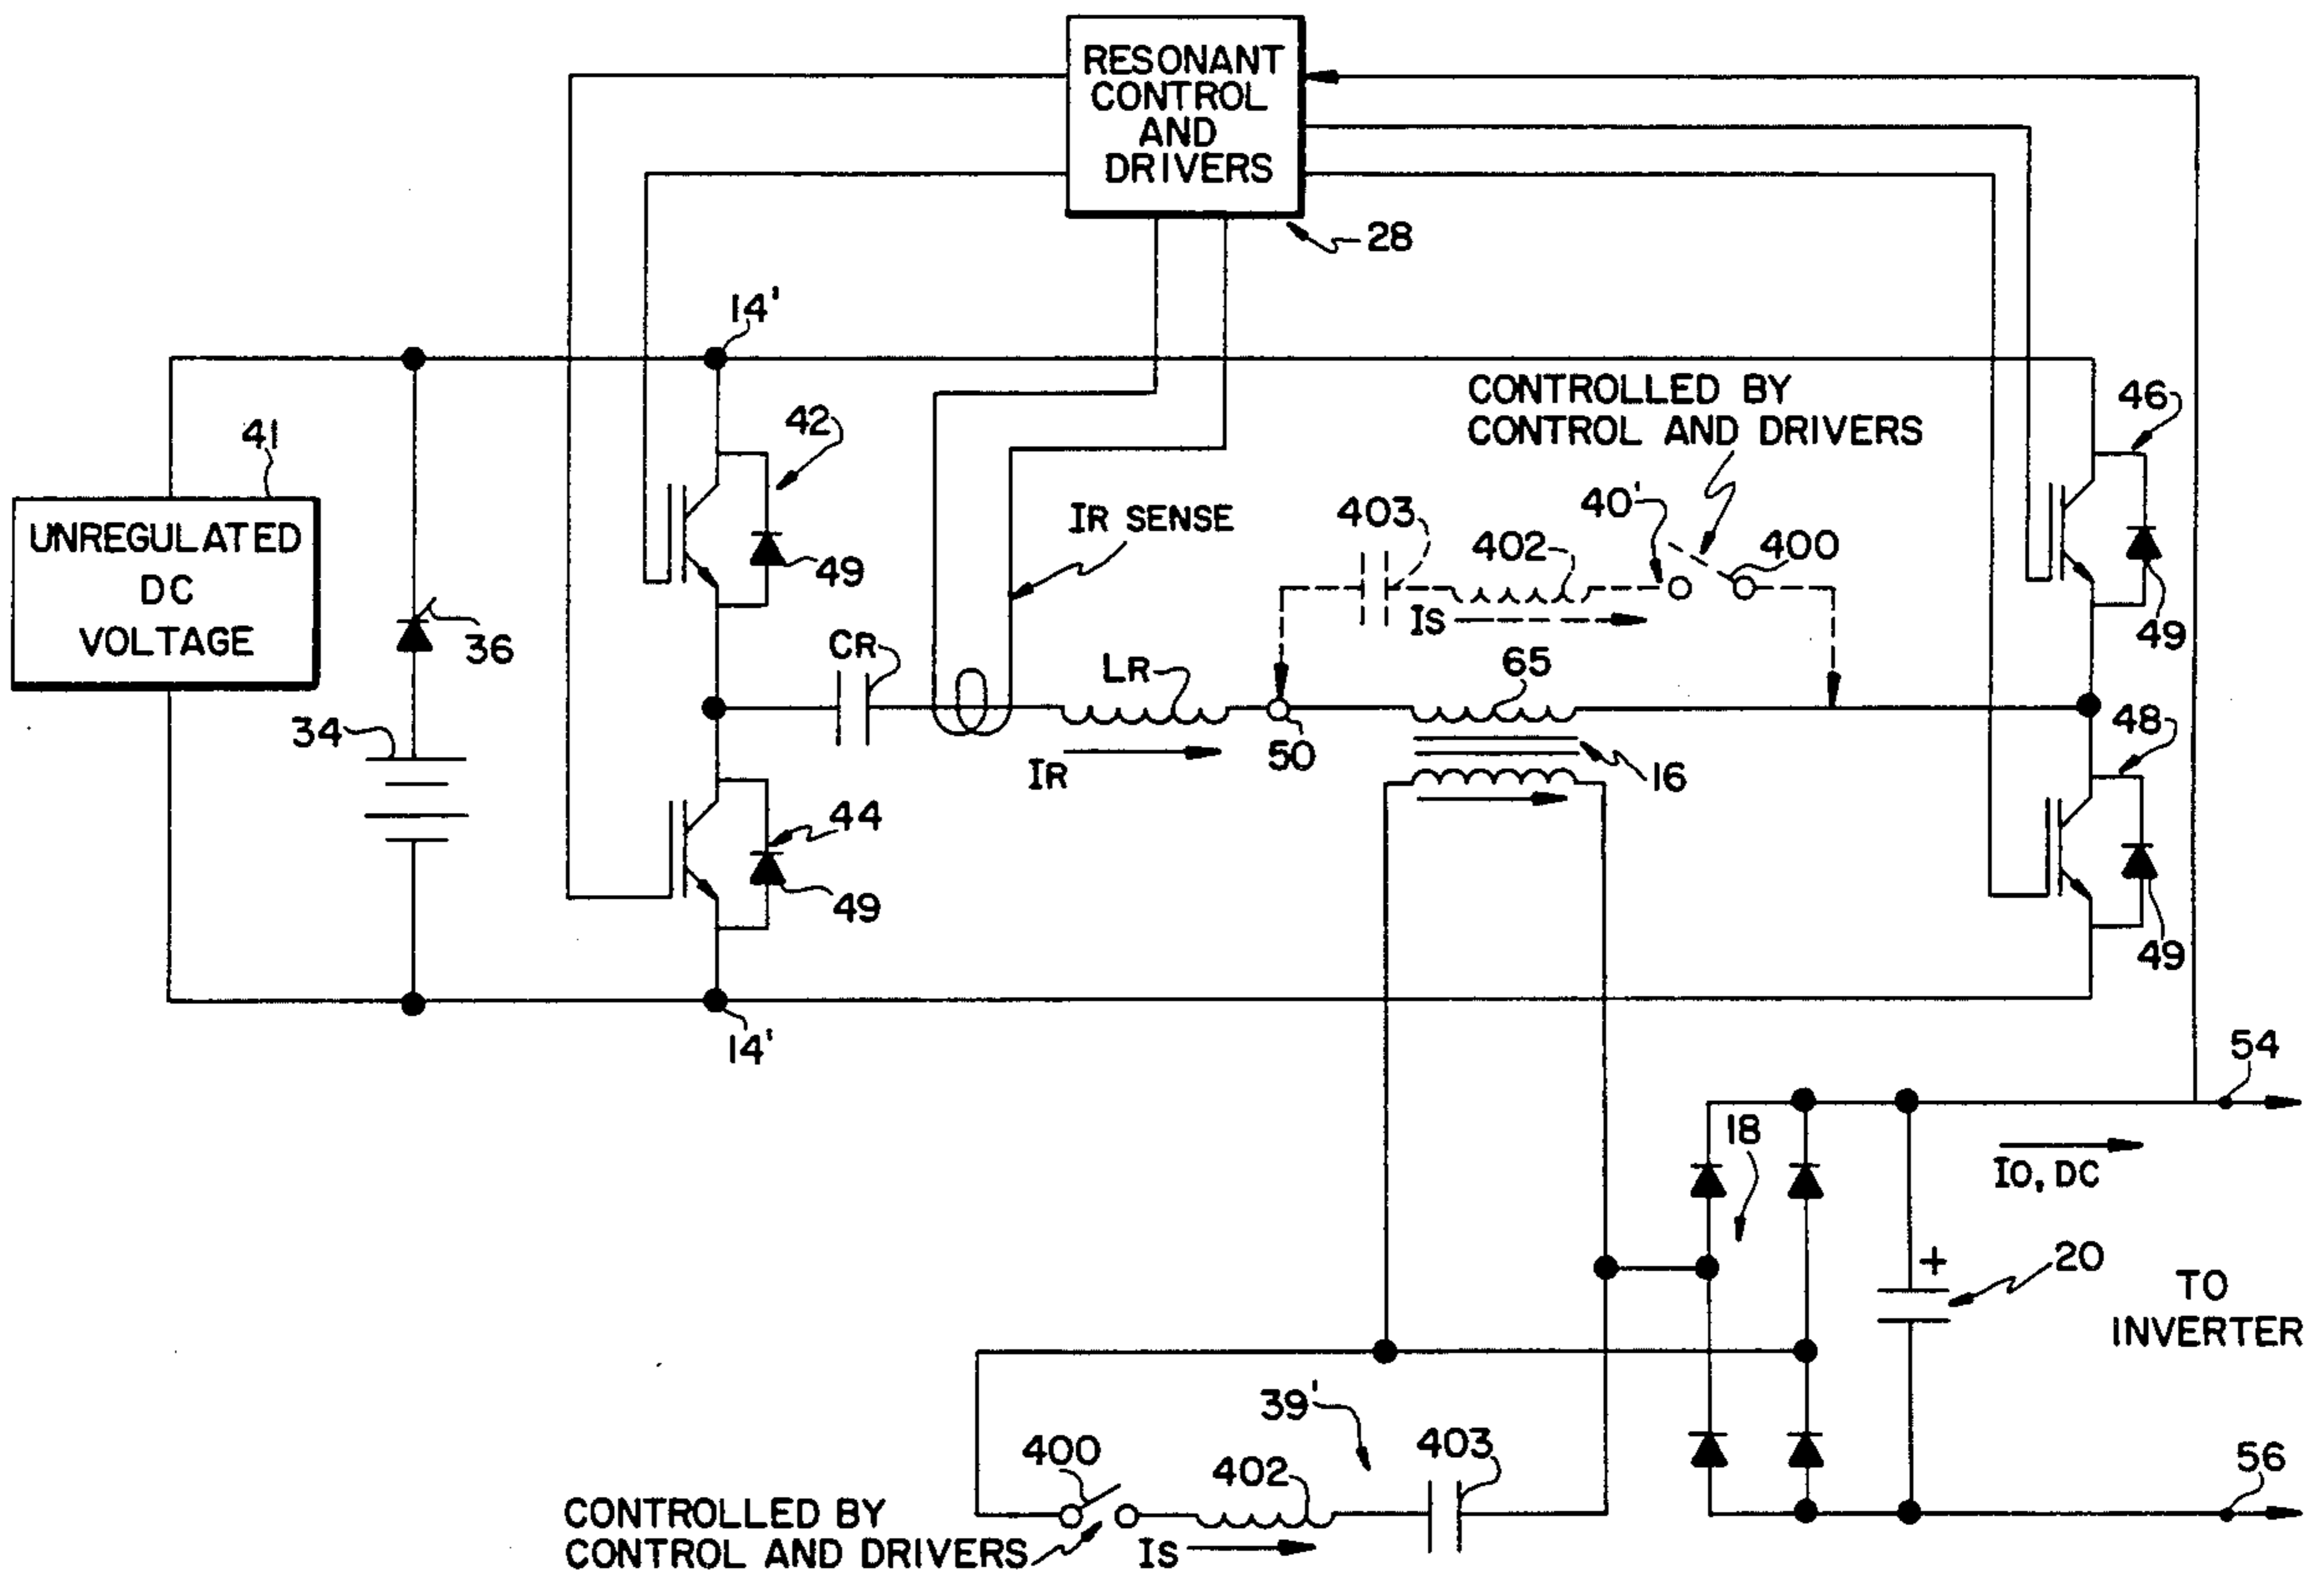 RESONANT
CONTROL
AND
DRIVERS
28
14'
CONTROLLED BY
CONTROL AND DRIVERS
46
42
41
UNREGULATED
DC
VOLTAGE
36
34
49
IR SENSE
403
402
40'
400
IS
49
CR
LR
65
50
IR
16
48
44
49
49
14'
54
18
IO, DC
20
+
TO
INVERTER
39'
400
402
403
56
CONTROLLED BY
CONTROL AND DRIVERS
IS